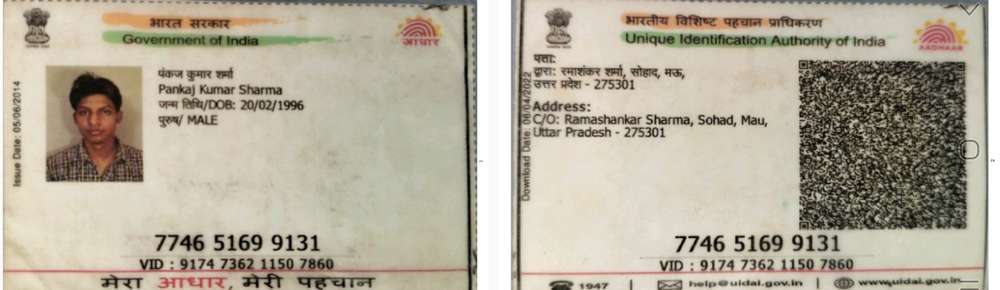 भारत सरकार
Government of India
आधार
Issue Date: 05/06/2014
पंकज कुमार शर्मा
Pankaj Kumar Sharma
जन्म तिथि/DOB: 20/02/1996
पुरुष/ MALE
7746 5169 9131
VID : 9174 7362 1150 7860
मेरा आधार, मेरी पहचान
भारतीय विशिष्ट पहचान प्राधिकरण
Unique Identification Authority of India
AADHAAR
Download Date: 06/04/2022
पता:
द्वारा: रमाशंकर शर्मा, सोहाद, मऊ,
उत्तर प्रदेश - 275301
Address:
C/O: Ramashankar Sharma, Sohad, Mau,
Uttar Pradesh - 275301
7746 5169 9131
VID : 9174 7362 1150 7860
1947 | help@uidai.gov.in | www.uidai.gov.in